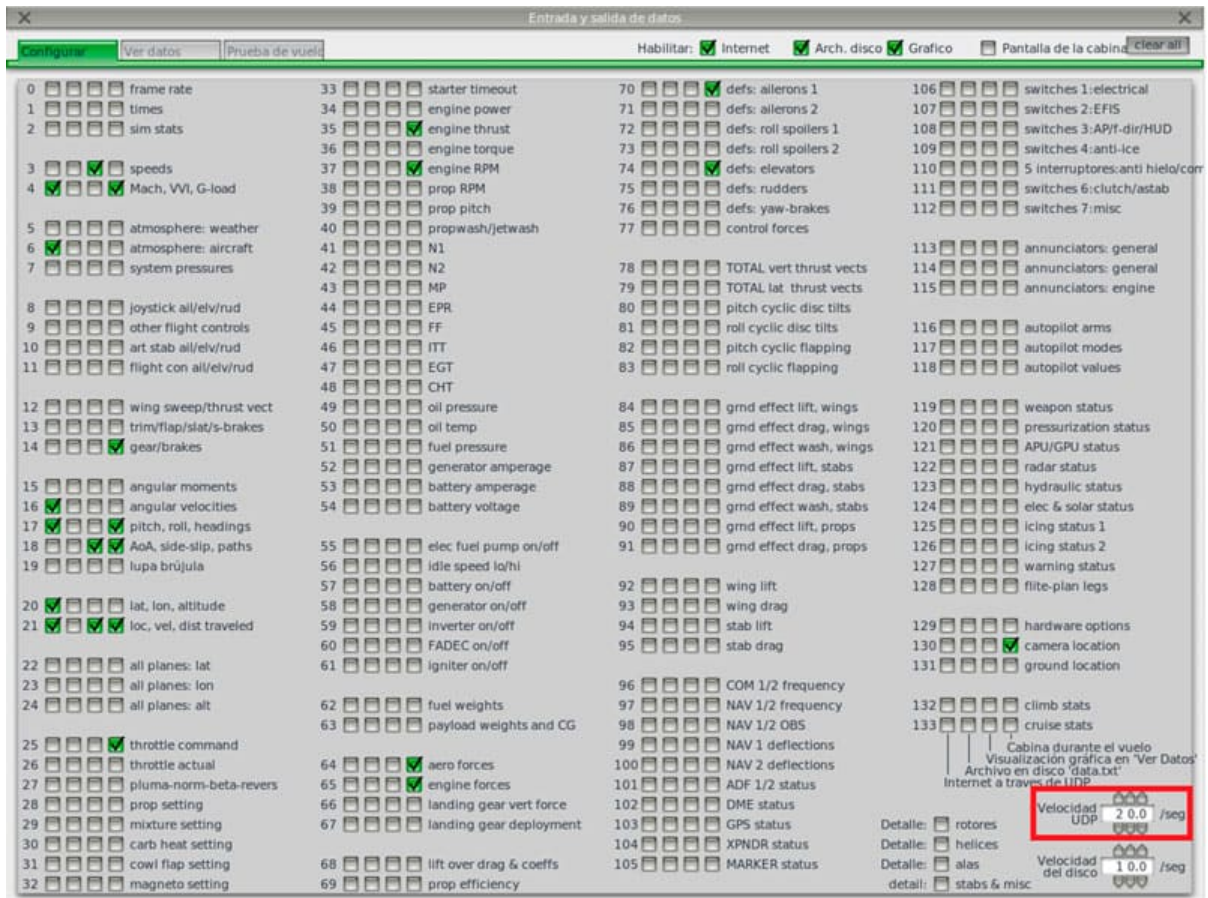 Entrada y salida de datos
Configurar Ver datos Prueba de vuelo Habilitar: Internet Arch. disco Grafico Pantalla de la cabina clear all
0 frame rate
1 times
2 sim stats
3 speeds
4 Mach, VVI, G-load
5 atmosphere: weather
6 atmosphere: aircraft
7 system pressures
8 joystick ail/elv/rud
9 other flight controls
10 art stab ail/elv/rud
11 flight con ail/elv/rud
12 wing sweep/thrust vect
13 trim/flap/slat/s-brakes
14 gear/brakes
15 angular moments
16 angular velocities
17 pitch, roll, headings
18 AoA, side-slip, paths
19 lupa brújula
20 lat, lon, altitude
21 loc, vel, dist traveled
22 all planes: lat
23 all planes: lon
24 all planes: alt
25 throttle command
26 throttle actual
27 pluma-norm-beta-revers
28 prop setting
29 mixture setting
30 carb heat setting
31 cowl flap setting
32 magneto setting
33 starter timeout
34 engine power
35 engine thrust
36 engine torque
37 engine RPM
38 prop RPM
39 prop pitch
40 propwash/jetwash
41 N1
42 N2
43 MP
44 EPR
45 FF
46 ITT
47 EGT
48 CHT
49 oil pressure
50 oil temp
51 fuel pressure
52 generator amperage
53 battery amperage
54 battery voltage
55 elec fuel pump on/off
56 idle speed lo/hi
57 battery on/off
58 generator on/off
59 inverter on/off
60 FADEC on/off
61 igniter on/off
62 fuel weights
63 payload weights and CG
64 aero forces
65 engine forces
66 landing gear vert force
67 landing gear deployment
68 lift over drag & coeffs
69 prop efficiency
70 defs: ailerons 1
71 defs: ailerons 2
72 defs: roll spoilers 1
73 defs: roll spoilers 2
74 defs: elevators
75 defs: rudders
76 defs: yaw-brakes
77 control forces
78 TOTAL vert thrust vects
79 TOTAL lat thrust vects
80 pitch cyclic disc tilts
81 roll cyclic disc tilts
82 pitch cyclic flapping
83 roll cyclic flapping
84 grnd effect lift, wings
85 grnd effect drag, wings
86 grnd effect wash, wings
87 grnd effect lift, stabs
88 grnd effect drag, stabs
89 grnd effect wash, stabs
90 grnd effect lift, props
91 grnd effect drag, props
92 wing lift
93 wing drag
94 stab lift
95 stab drag
96 COM 1/2 frequency
97 NAV 1/2 frequency
98 NAV 1/2 OBS
99 NAV 1 deflections
100 NAV 2 deflections
101 ADF 1/2 status
102 DME status
103 GPS status
104 XPNDR status
105 MARKER status
106 switches 1:electrical
107 switches 2:EFIS
108 switches 3:AP/f-dir/HUD
109 switches 4:anti-ice
110 5 interruptores:anti hielo/com
111 switches 6:clutch/astab
112 switches 7:misc
113 annunciators: general
114 annunciators: general
115 annunciators: engine
116 autopilot arms
117 autopilot modes
118 autopilot values
119 weapon status
120 pressurization status
121 APU/GPU status
122 radar status
123 hydraulic status
124 elec & solar status
125 icing status 1
126 icing status 2
127 warning status
128 flite-plan legs
129 hardware options
130 camera location
131 ground location
132 climb stats
133 cruise stats
Cabina durante el vuelo
Visualización gráfica en 'Ver Datos'
Archivo en disco 'data.txt'
Internet a traves de UDP
Velocidad UDP 20.0 /seg
Detalle: rotores
Detalle: helices
Detalle: alas
detail: stabs & misc
Velocidad del disco 10.0 /seg